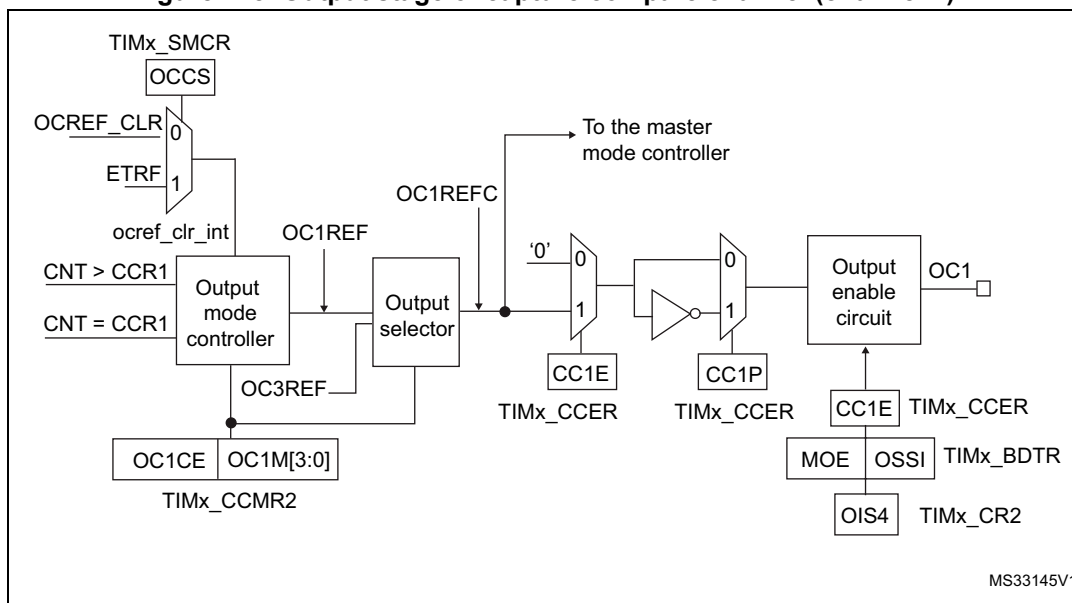 TIMx_SMCR
OCCS
OCREF_CLR
0
ETRF
1
ocref_clr_int
To the master
mode controller
OC1REFC
OC1REF
‘0’
0
1
0
1
CNT > CCR1
CNT = CCR1
Output
mode
controller
Output
selector
OC3REF
Output
enable
circuit
OC1
CC1E
TIMx_CCER
CC1P
TIMx_CCER
CC1E
TIMx_CCER
MOE
OSSI
TIMx_BDTR
OIS4
TIMx_CR2
OC1CE
OC1M[3:0]
TIMx_CCMR2
MS33145V1